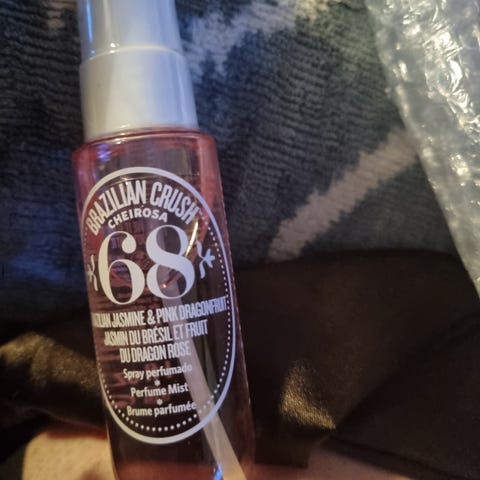 BRAZILIAN CRUSH
CHEIROSA
68
JASMINE & PINK DRAGONFRUIT
JASMIN DU BRÉSIL ET FRUIT
DU DRAGON ROSE
Spray perfumado
Perfume Mist
Brume parfumée